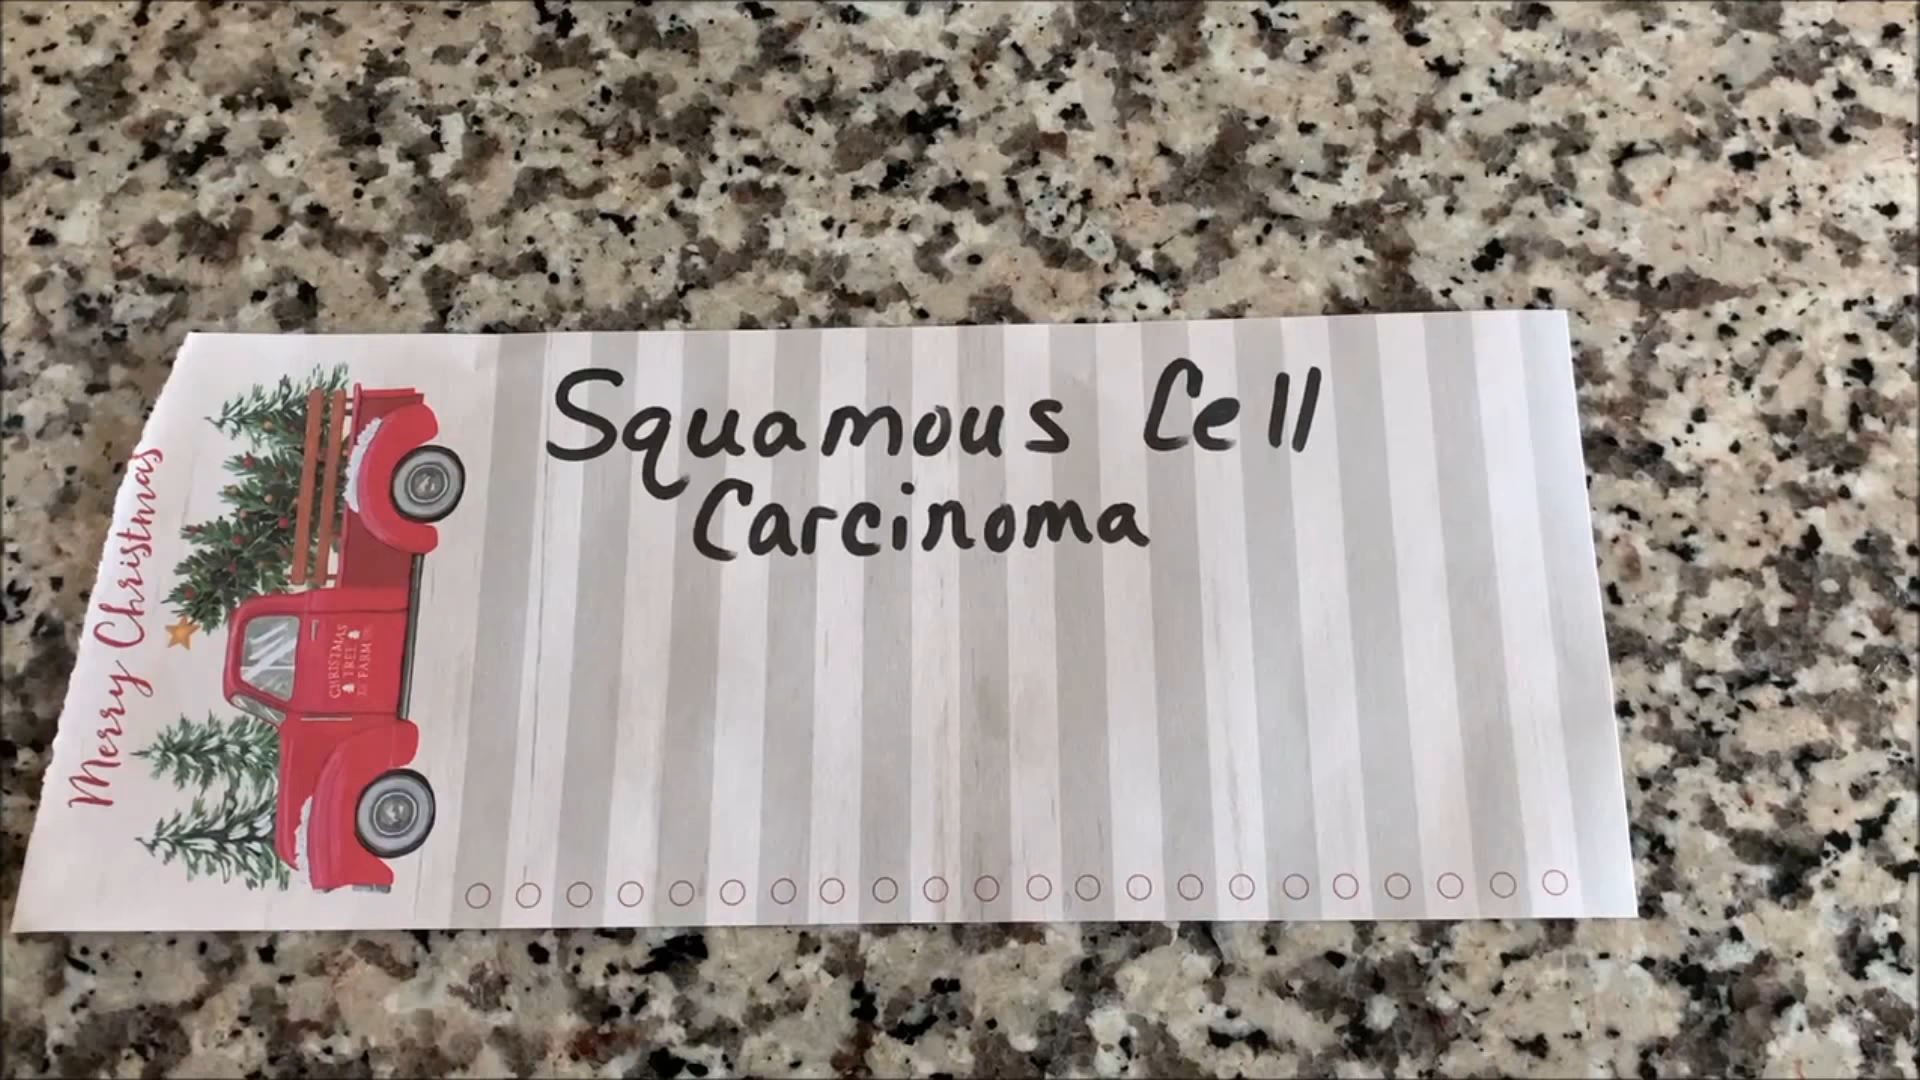 Squamous Cell
Carcinoma
Merry Christmas
CHRISTMAS
TREE
FARM